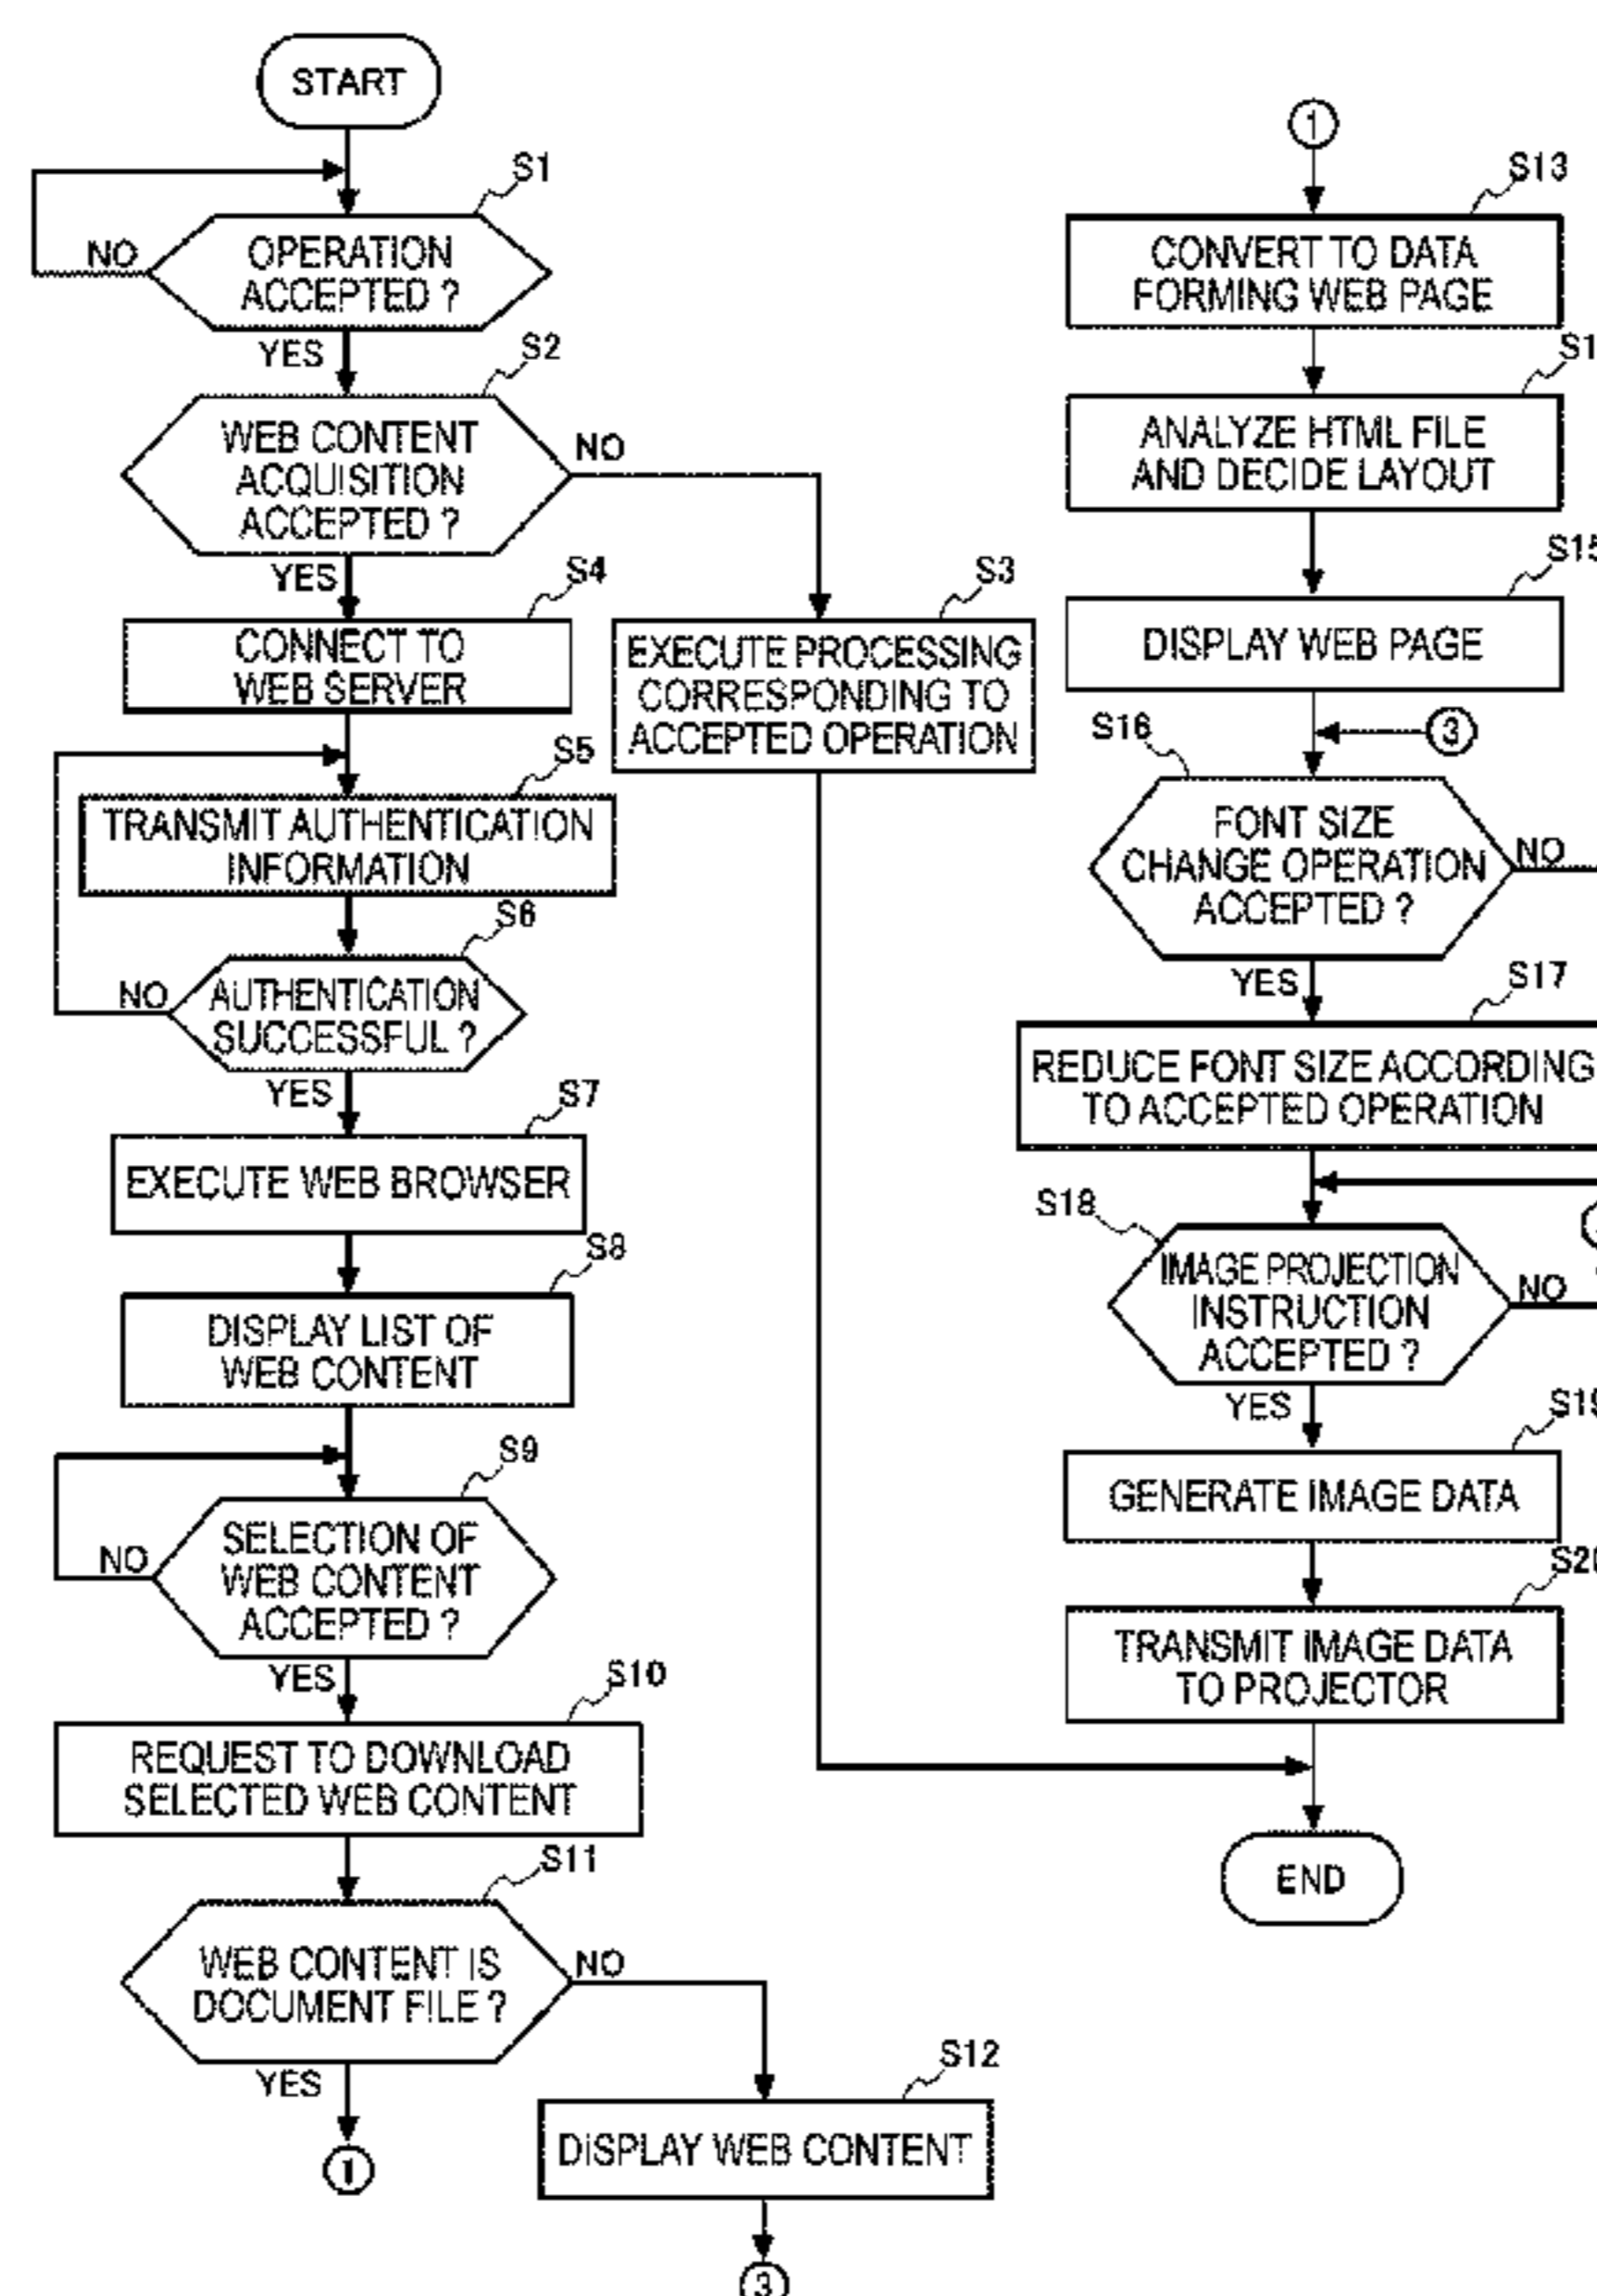 START
S1
NO
OPERATION
ACCEPTED ?
YES
S2
WEB CONTENT
ACQUISITION
ACCEPTED ?
NO
YES
S4
CONNECT TO
WEB SERVER
S3
EXECUTE PROCESSING
CORRESPONDING TO
ACCEPTED OPERATION
S5
TRANSMIT AUTHENTICATION
INFORMATION
S6
NO
AUTHENTICATION
SUCCESSFUL ?
YES
S7
EXECUTE WEB BROWSER
S8
DISPLAY LIST OF
WEB CONTENT
S9
NO
SELECTION OF
WEB CONTENT
ACCEPTED ?
YES
S10
REQUEST TO DOWNLOAD
SELECTED WEB CONTENT
S11
WEB CONTENT IS
DOCUMENT FILE ?
NO
YES
1
S12
DISPLAY WEB CONTENT
3
1
S13
CONVERT TO DATA
FORMING WEB PAGE
ANALYZE HTML FILE
AND DECIDE LAYOUT
S15
DISPLAY WEB PAGE
3
S16
FONT SIZE
CHANGE OPERATION
ACCEPTED ?
NO
YES
S17
REDUCE FONT SIZE ACCORDING
TO ACCEPTED OPERATION
S18
IMAGE PROJECTION
INSTRUCTION
ACCEPTED ?
NO
YES
S19
GENERATE IMAGE DATA
S20
TRANSMIT IMAGE DATA
TO PROJECTOR
END